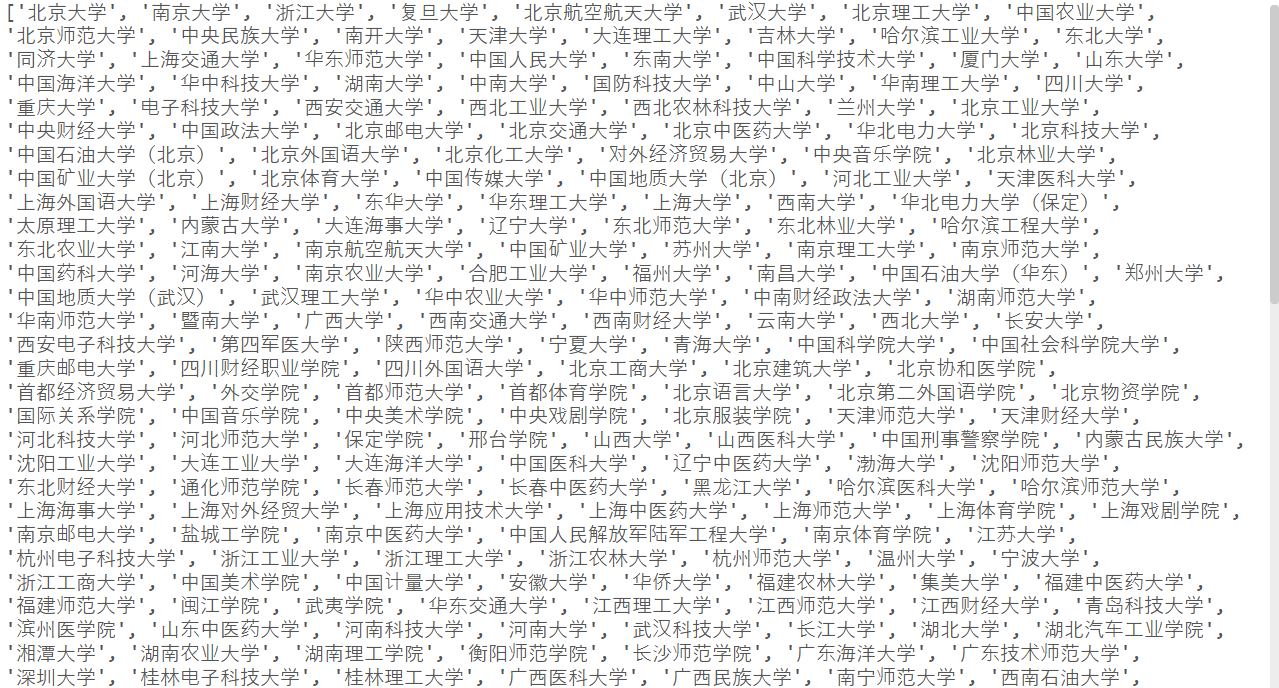 ['北京大学', '南京大学', '浙江大学', '复旦大学', '北京航空航天大学', '武汉大学', '北京理工大学', '中国农业大学',
'北京师范大学', '中央民族大学', '南开大学', '天津大学', '大连理工大学', '吉林大学', '哈尔滨工业大学', '东北大学',
'同济大学', '上海交通大学', '华东师范大学', '中国人民大学', '东南大学', '中国科学技术大学', '厦门大学', '山东大学',
'中国海洋大学', '华中科技大学', '湖南大学', '中南大学', '国防科技大学', '中山大学', '华南理工大学', '四川大学',
'重庆大学', '电子科技大学', '西安交通大学', '西北工业大学', '西北农林科技大学', '兰州大学', '北京工业大学',
'中央财经大学', '中国政法大学', '北京邮电大学', '北京交通大学', '北京中医药大学', '华北电力大学', '北京科技大学',
'中国石油大学（北京）', '北京外国语大学', '北京化工大学', '对外经济贸易大学', '中央音乐学院', '北京林业大学',
'中国矿业大学（北京）', '北京体育大学', '中国传媒大学', '中国地质大学（北京）', '河北工业大学', '天津医科大学',
'上海外国语大学', '上海财经大学', '东华大学', '华东理工大学', '上海大学', '西南大学', '华北电力大学（保定）',
'太原理工大学', '内蒙古大学', '大连海事大学', '辽宁大学', '东北师范大学', '东北林业大学', '哈尔滨工程大学',
'东北农业大学', '江南大学', '南京航空航天大学', '中国矿业大学', '苏州大学', '南京理工大学', '南京师范大学',
'中国药科大学', '河海大学', '南京农业大学', '合肥工业大学', '福州大学', '南昌大学', '中国石油大学（华东）', '郑州大学',
'中国地质大学（武汉）', '武汉理工大学', '华中农业大学', '华中师范大学', '中南财经政法大学', '湖南师范大学',
'华南师范大学', '暨南大学', '广西大学', '西南交通大学', '西南财经大学', '云南大学', '西北大学', '长安大学',
'西安电子科技大学', '第四军医大学', '陕西师范大学', '宁夏大学', '青海大学', '中国科学院大学', '中国社会科学院大学',
'重庆邮电大学', '四川财经职业学院', '四川外国语大学', '北京工商大学', '北京建筑大学', '北京协和医学院',
'首都经济贸易大学', '外交学院', '首都师范大学', '首都体育学院', '北京语言大学', '北京第二外国语学院', '北京物资学院',
'国际关系学院', '中国音乐学院', '中央美术学院', '中央戏剧学院', '北京服装学院', '天津师范大学', '天津财经大学',
'河北科技大学', '河北师范大学', '保定学院', '邢台学院', '山西大学', '山西医科大学', '中国刑事警察学院', '内蒙古民族大学',
'沈阳工业大学', '大连工业大学', '大连海洋大学', '中国医科大学', '辽宁中医药大学', '渤海大学', '沈阳师范大学',
'东北财经大学', '通化师范学院', '长春师范大学', '长春中医药大学', '黑龙江大学', '哈尔滨医科大学', '哈尔滨师范大学',
'上海海事大学', '上海对外经贸大学', '上海应用技术大学', '上海中医药大学', '上海师范大学', '上海体育学院', '上海戏剧学院',
'南京邮电大学', '盐城工学院', '南京中医药大学', '中国人民解放军陆军工程大学', '南京体育学院', '江苏大学',
'杭州电子科技大学', '浙江工业大学', '浙江理工大学', '浙江农林大学', '杭州师范大学', '温州大学', '宁波大学',
'浙江工商大学', '中国美术学院', '中国计量大学', '安徽大学', '华侨大学', '福建农林大学', '集美大学', '福建中医药大学',
'福建师范大学', '闽江学院', '武夷学院', '华东交通大学', '江西理工大学', '江西师范大学', '江西财经大学', '青岛科技大学',
'滨州医学院', '山东中医药大学', '河南科技大学', '河南大学', '武汉科技大学', '长江大学', '湖北大学', '湖北汽车工业学院',
'湘潭大学', '湖南农业大学', '湖南理工学院', '衡阳师范学院', '长沙师范学院', '广东海洋大学', '广东技术师范大学',
'深圳大学', '桂林电子科技大学', '桂林理工大学', '广西医科大学', '广西民族大学', '南宁师范大学', '西南石油大学',